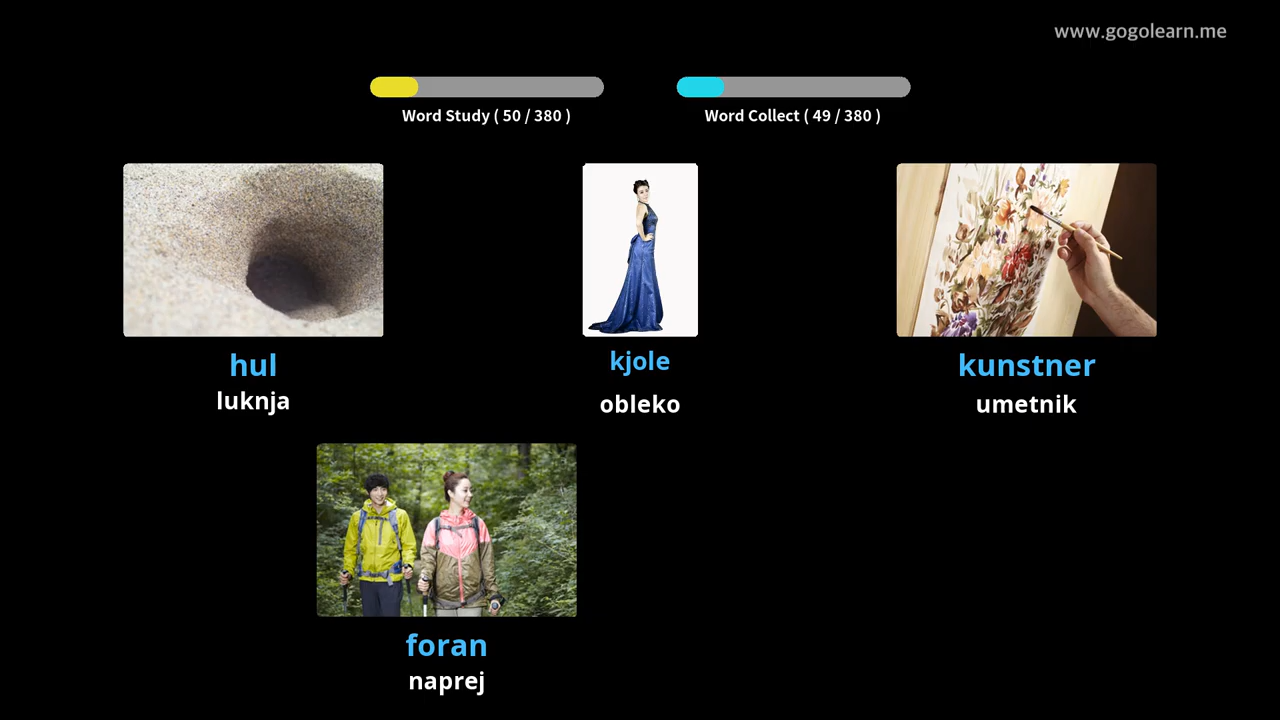 www.gogolearn.me
Word Study ( 50 / 380 )
Word Collect ( 49 / 380 )
hul
luknja
kjole
obleko
kunstner
umetnik
foran
naprej